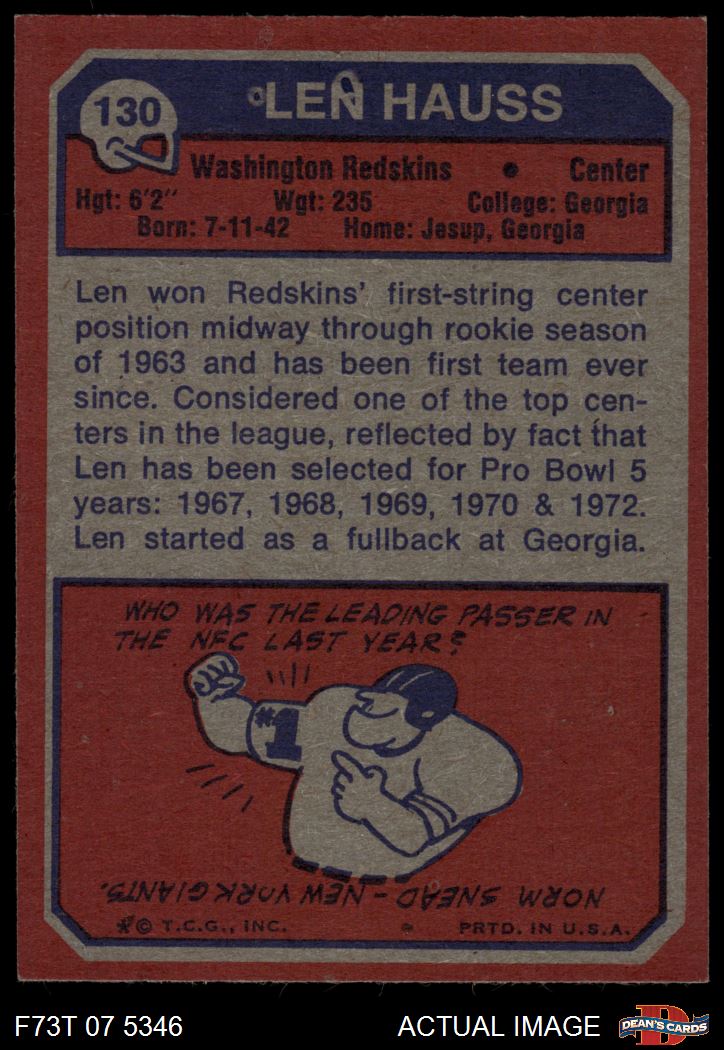 130
LEN HAUSS
Washington Redskins • Center
Hgt: 6'2" Wgt: 235 College: Georgia
Born: 7-11-42 Home: Jesup, Georgia
Len won Redskins' first-string center
position midway through rookie season
of 1963 and has been first team ever
since. Considered one of the top cen-
ters in the league, reflected by fact that
Len has been selected for Pro Bowl 5
years: 1967, 1968, 1969, 1970 & 1972.
Len started as a fullback at Georgia.
WHO WAS THE LEADING PASSER IN
THE NFC LAST YEAR?
#1
NORM SNEAD - NEW YORK GIANTS.
*© T.C.G., INC. PRTD. IN U.S.A.
F73T 07 5346 ACTUAL IMAGE
D
DEAN'S CARDS